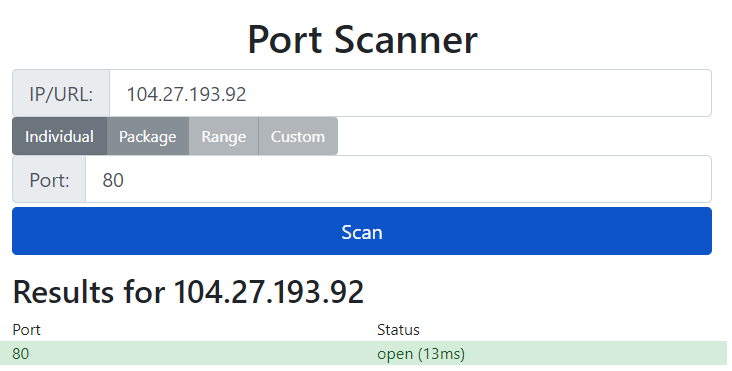 Port Scanner
IP/URL: 104.27.193.92
Individual Package Range Custom
Port: 80
Scan
Results for 104.27.193.92
Port Status
80 open (13ms)